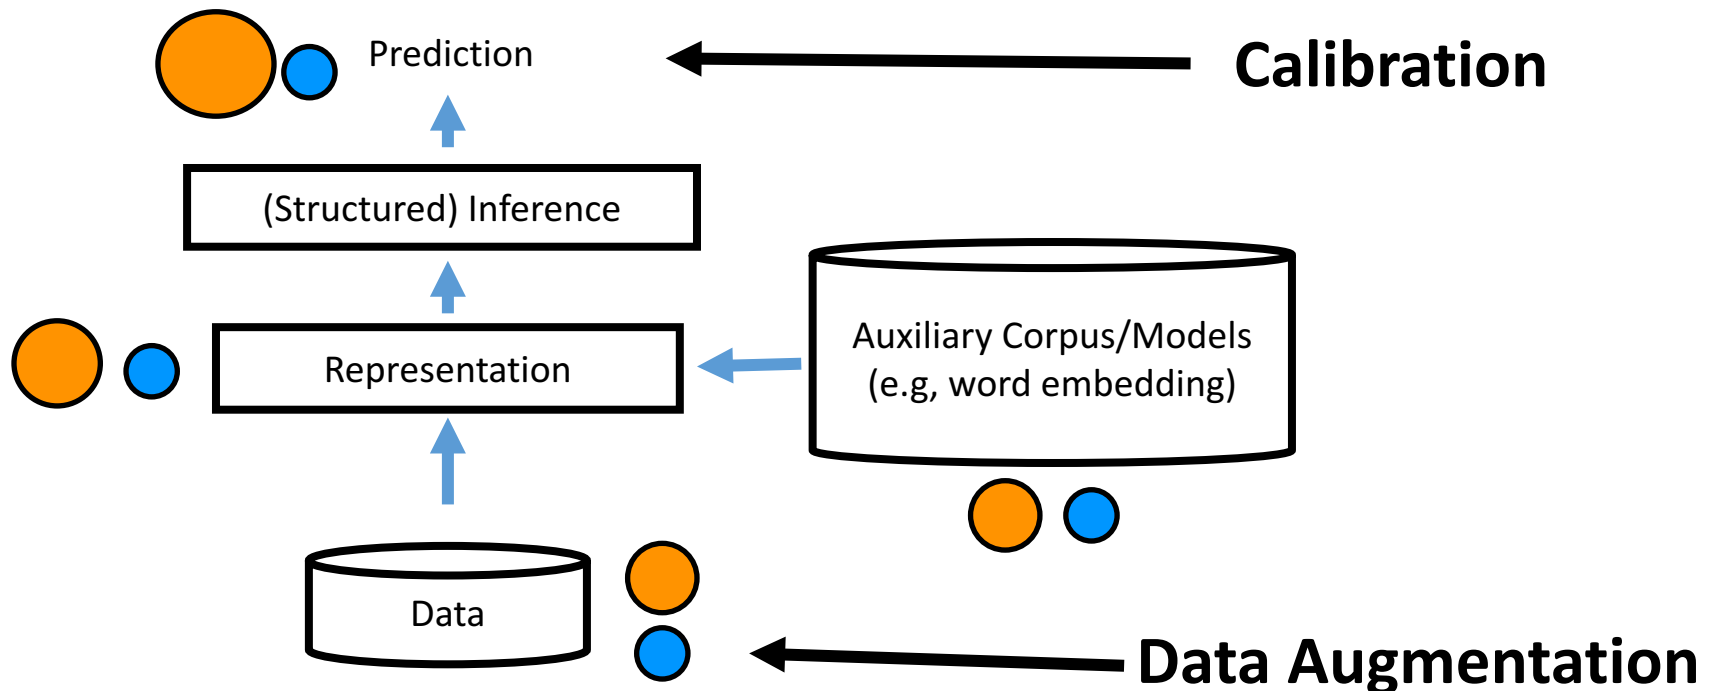 Prediction
Calibration
(Structured) Inference
Auxiliary Corpus/Models
(e.g, word embedding)
Representation
Data
Data Augmentation